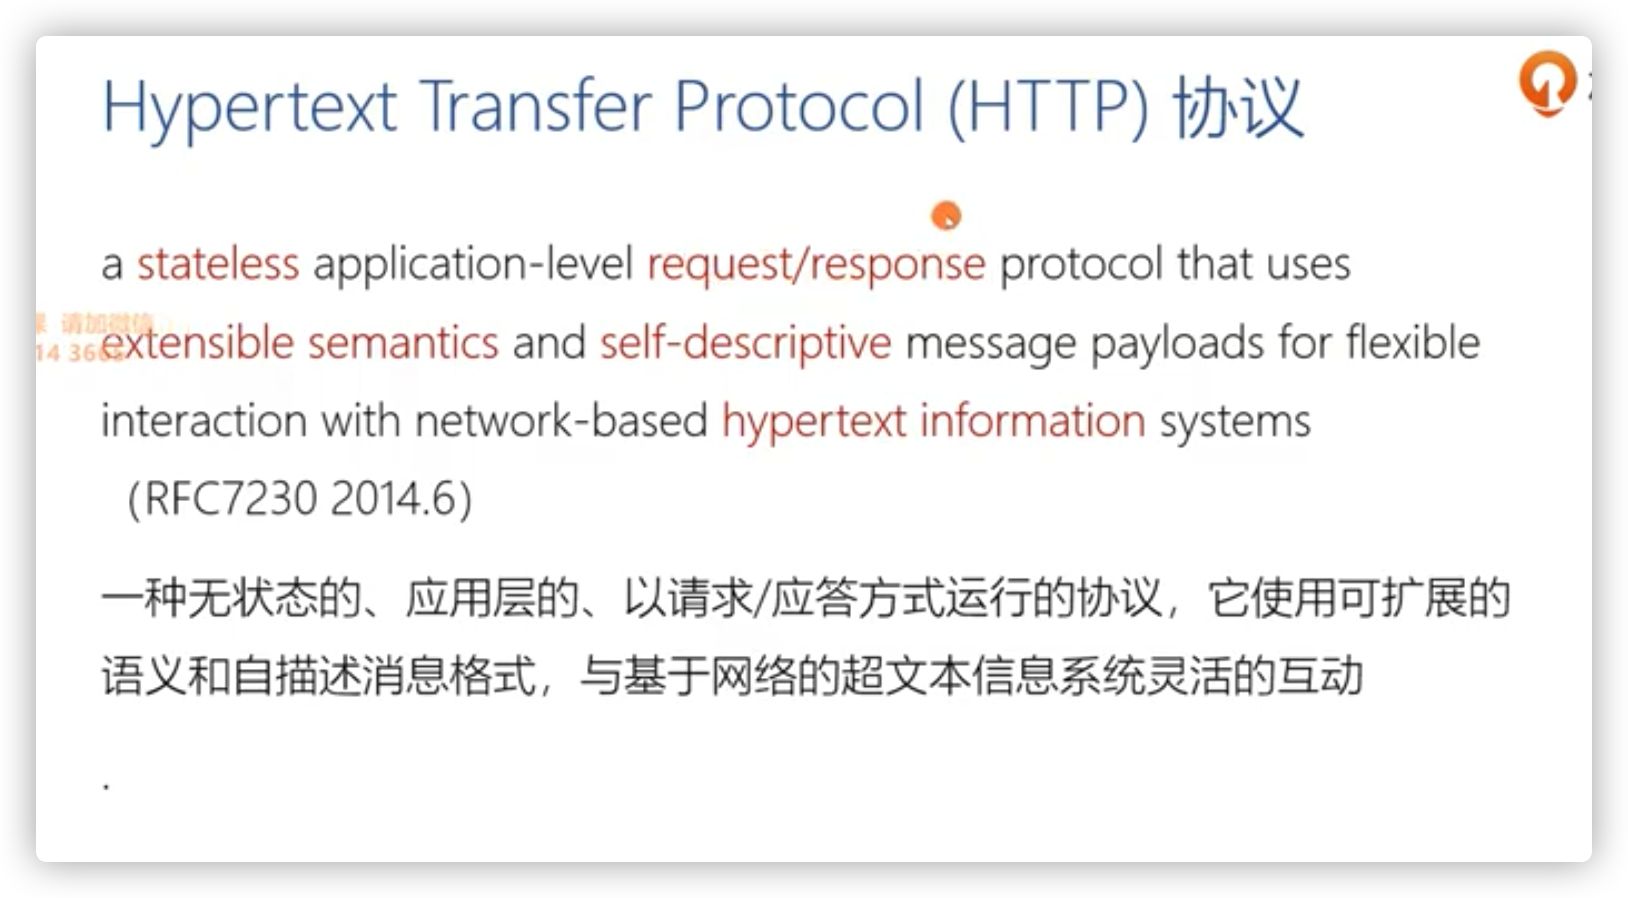 Hypertext Transfer Protocol (HTTP) 协议
a stateless application-level request/response protocol that uses
请加微信
extensible semantics and self-descriptive message payloads for flexible
interaction with network-based hypertext information systems
（RFC7230 2014.6）
一种无状态的、应用层的、以请求/应答方式运行的协议，它使用可扩展的
语义和自描述消息格式，与基于网络的超文本信息系统灵活的互动
.